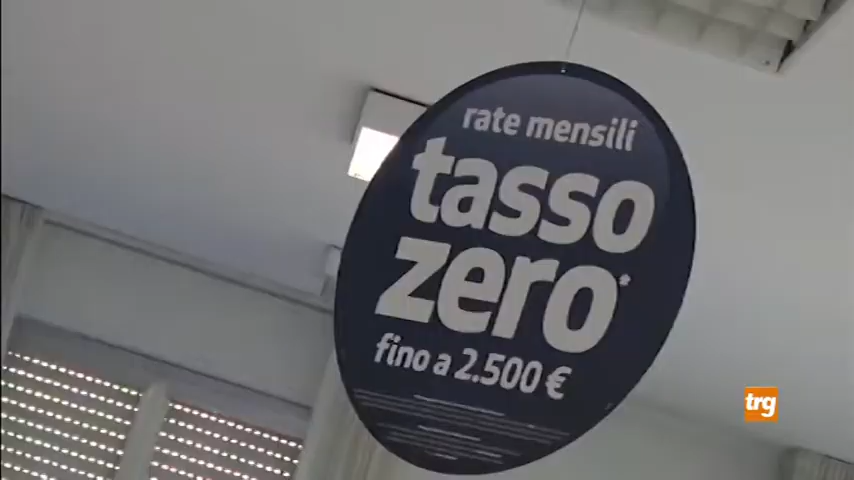 rate mensili
tasso
zero*
fino a 2.500 €
trg